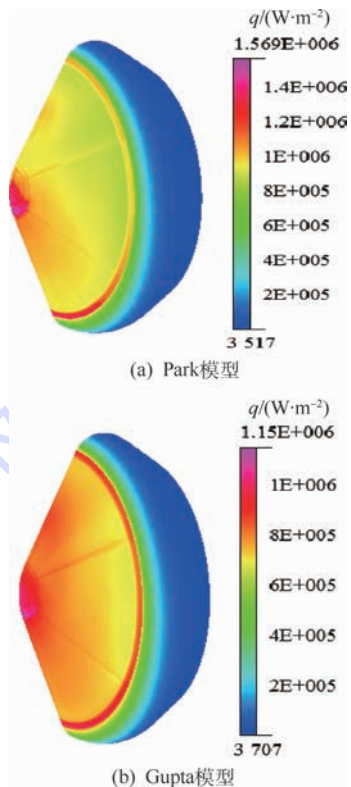 q/(W·m⁻²)
1.569E+006
1.4E+006
1.2E+006
1E+006
8E+005
6E+005
4E+005
2E+005
3 517
(a) Park模型
q/(W·m⁻²)
1.15E+006
1E+006
8E+005
6E+005
4E+005
2E+005
3 707
(b) Gupta模型